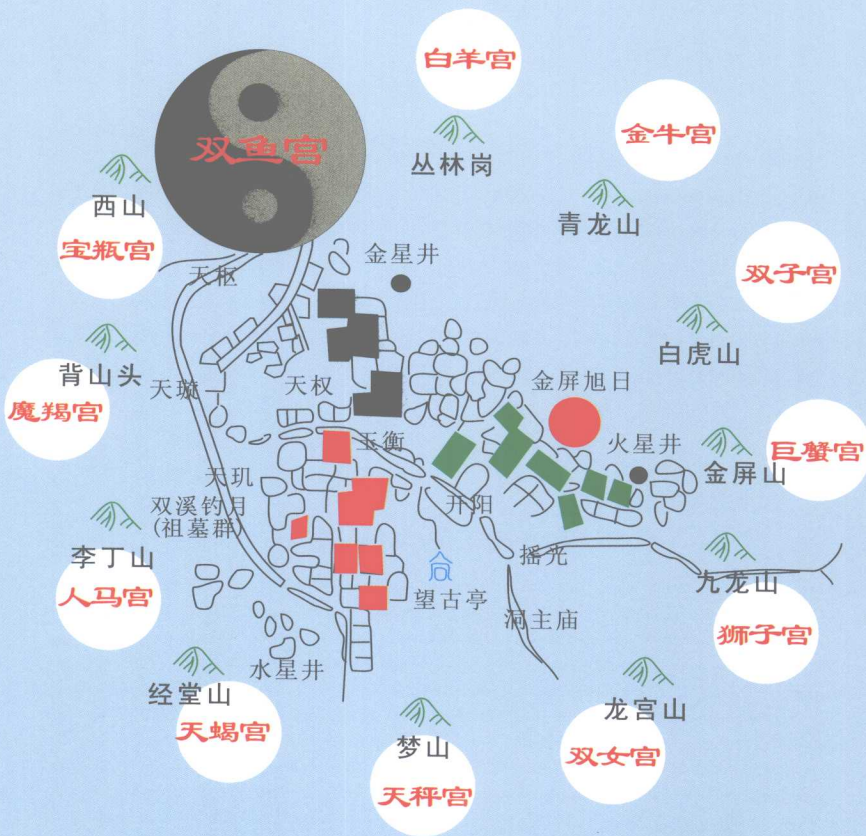 白羊宫
金牛宫
双鱼宫
丛林岗
西山
青龙山
宝瓶宫
金星井
双子宫
天枢
白虎山
背山头
天璇
天权
金屏旭日
魔羯宫
玉衡
火星井
巨蟹宫
金屏山
天玑
双溪钓月
(祖墓群)
开阳
李丁山
摇光
人马宫
望古亭
九龙山
洞主庙
狮子宫
水星井
经堂山
龙宫山
天蝎宫
梦山
双女宫
天秤宫